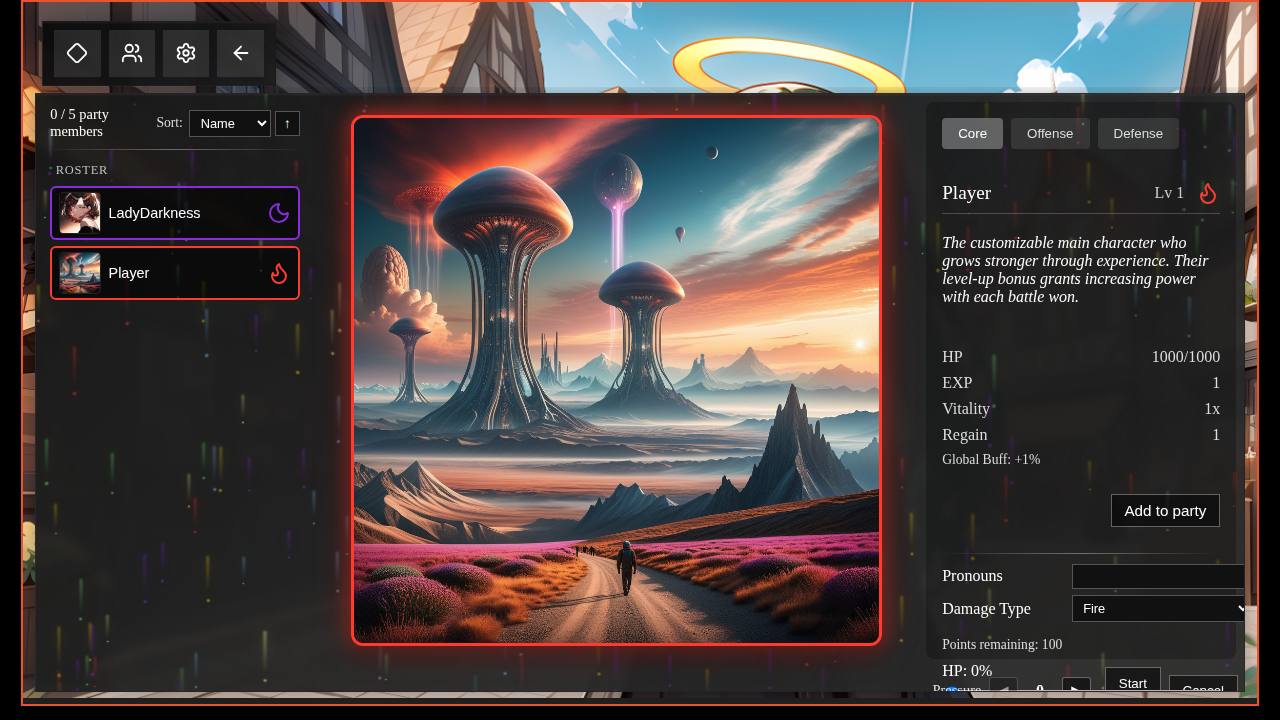 0 / 5 party
members
Sort:
Name
↑
ROSTER
LadyDarkness
Player
Core
Offense
Defense
Player
Lv 1
The customizable main character who
grows stronger through experience. Their
level-up bonus grants increasing power
with each battle won.
HP 1000/1000
EXP 1
Vitality 1x
Regain 1
Global Buff: +1%
Add to party
Pronouns
Damage Type
Fire
Points remaining: 100
HP: 0%
Pressure
0
Start
Cancel